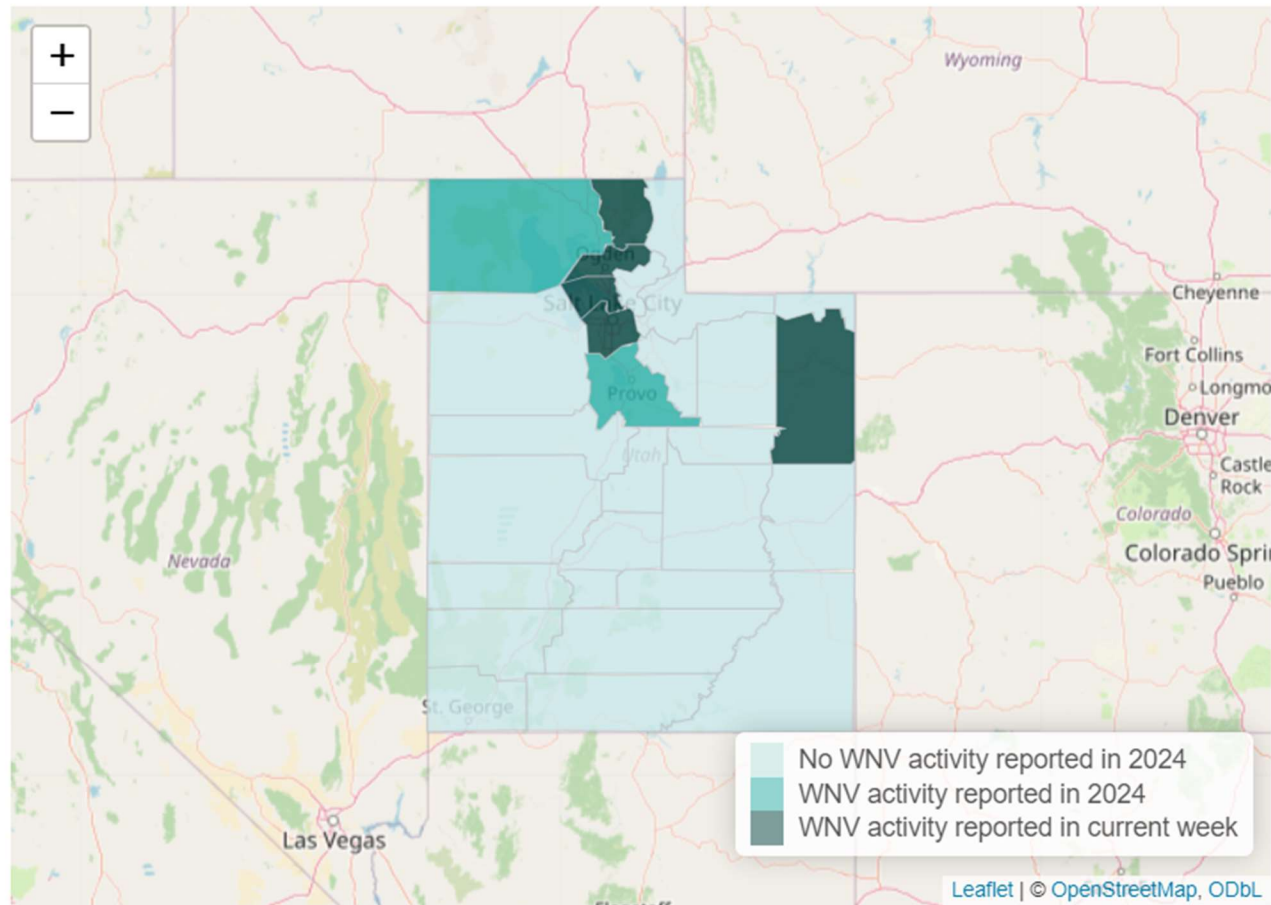 +
−
Wyoming
Ogden
Salt Lake City
Cheyenne
Fort Collins
Longmo
Provo
Denver
Utah
Castle
Rock
Colorado
Nevada
Colorado Sprin
Pueblo
St. George
No WNV activity reported in 2024
WNV activity reported in 2024
WNV activity reported in current week
Las Vegas
Leaflet | © OpenStreetMap, ODbL